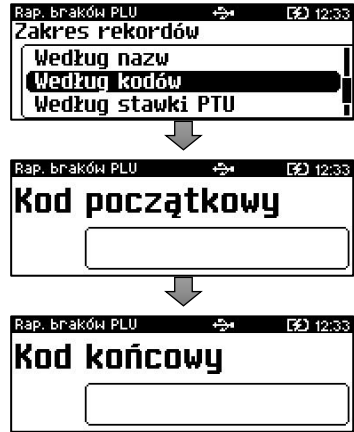 Rap. braków PLU 12:33
Zakres rekordów
Według nazw
Według kodów
Według stawki PTU
Rap. braków PLU 12:33
Kod początkowy
Rap. braków PLU 12:33
Kod końcowy